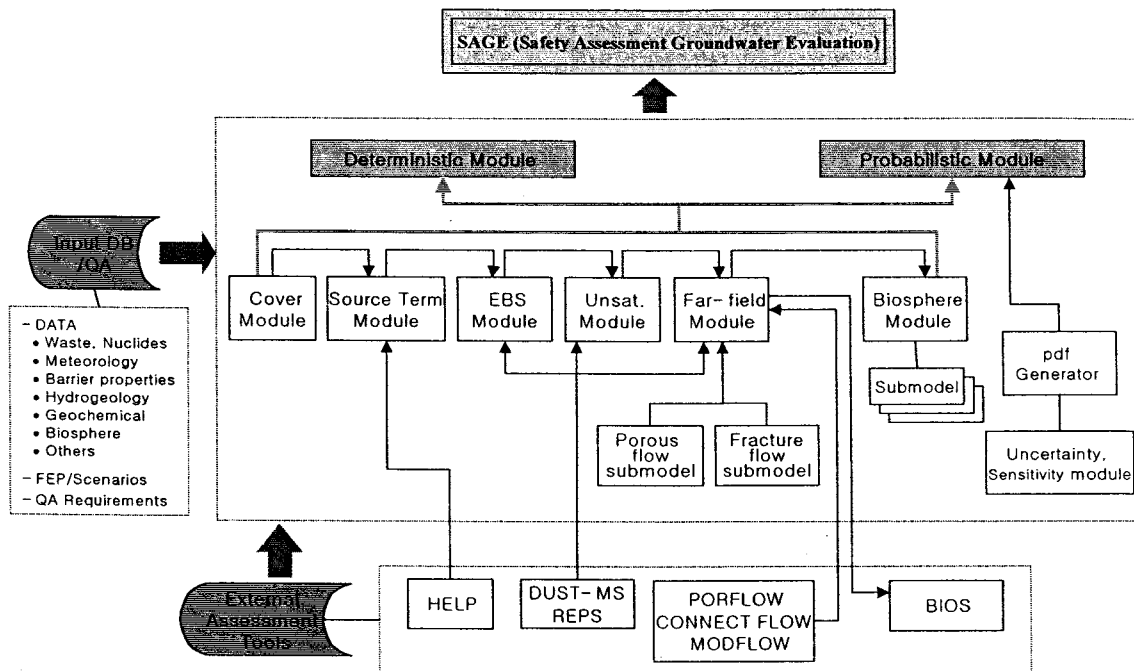 SAGE (Safety Assessment Groundwater Evaluation)
Deterministic Module
Probabilistic Module
Input DB
/QA
Cover
Module
Source Term
Module
EBS
Module
Unsat.
Module
Far-field
Module
Biosphere
Module
- DATA
• Waste, Nuclides
• Meteorology
• Barrier properties
• Hydrogeology
• Geochemical
• Biosphere
• Others
- FEP/Scenarios
- QA Requirements
Submodel
pdf
Generator
Porous
flow
submodel
Fracture
flow
submodel
Uncertainty,
Sensitivity module
External
Assessment
Tools
HELP
DUST-MS
REPS
PORFLOW
CONNECT FLOW
MODFLOW
BIOS